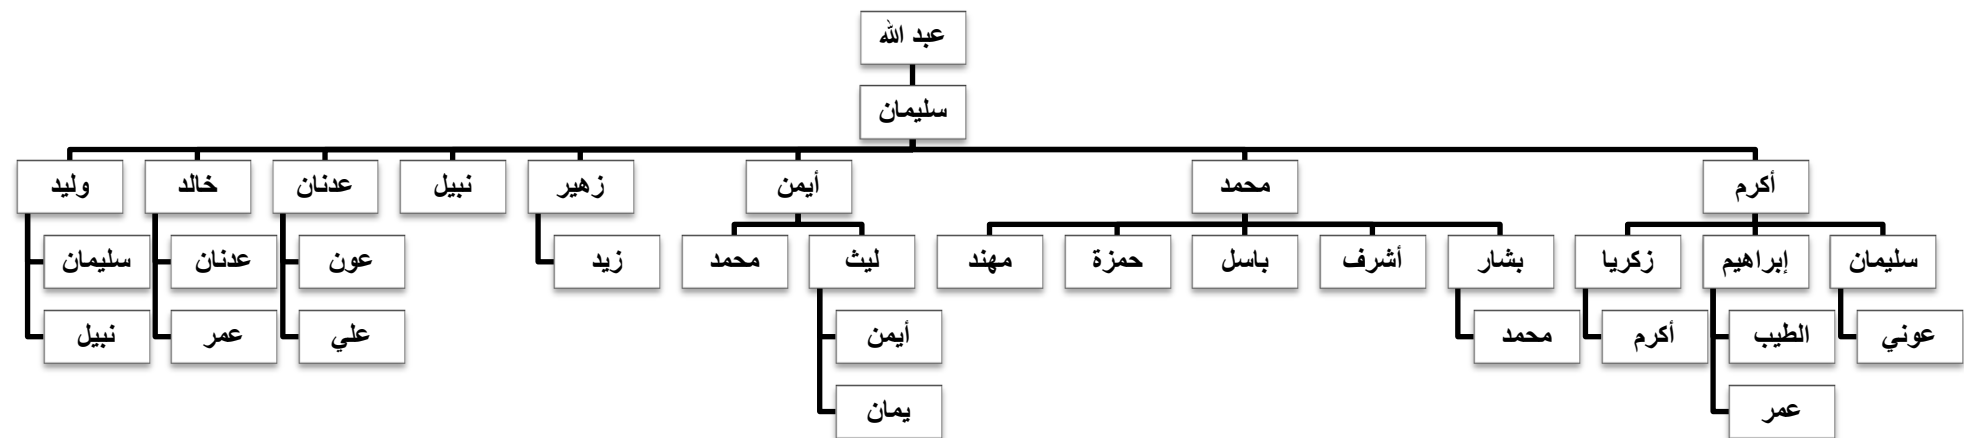 عبد الله
سليمان
أكرم
محمد
أيمن
زهير
نبيل
عدنان
خالد
وليد
سليمان
إبراهيم
زكريا
بشار
أشرف
باسل
حمزة
مهند
ليث
محمد
زيد
عون
عدنان
سليمان
عوني
الطيب
أكرم
محمد
أيمن
علي
عمر
نبيل
عمر
يمان